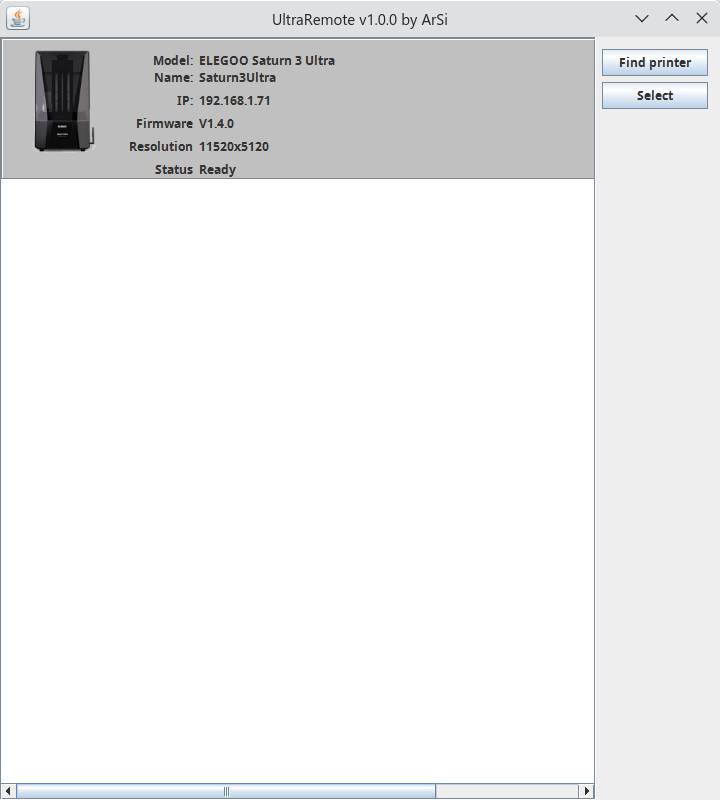 UltraRemote v1.0.0 by ArSi
Model: ELEGOO Saturn 3 Ultra
Name: Saturn3Ultra
IP: 192.168.1.71
Firmware V1.4.0
Resolution 11520x5120
Status Ready
Find printer
Select